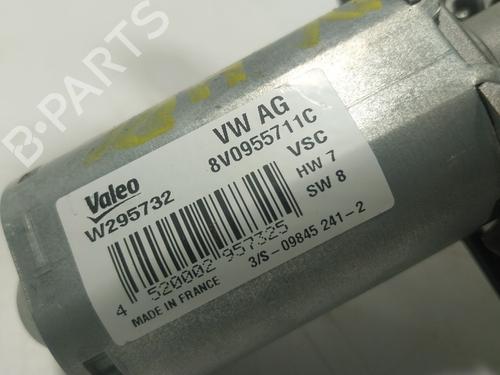 B-PARTS
VW AG
8V0955711C
Valeo
VSC
W295732
HW 7
SW 8
4 520002 957325
3/S-09845 241-2
MADE IN FRANCE